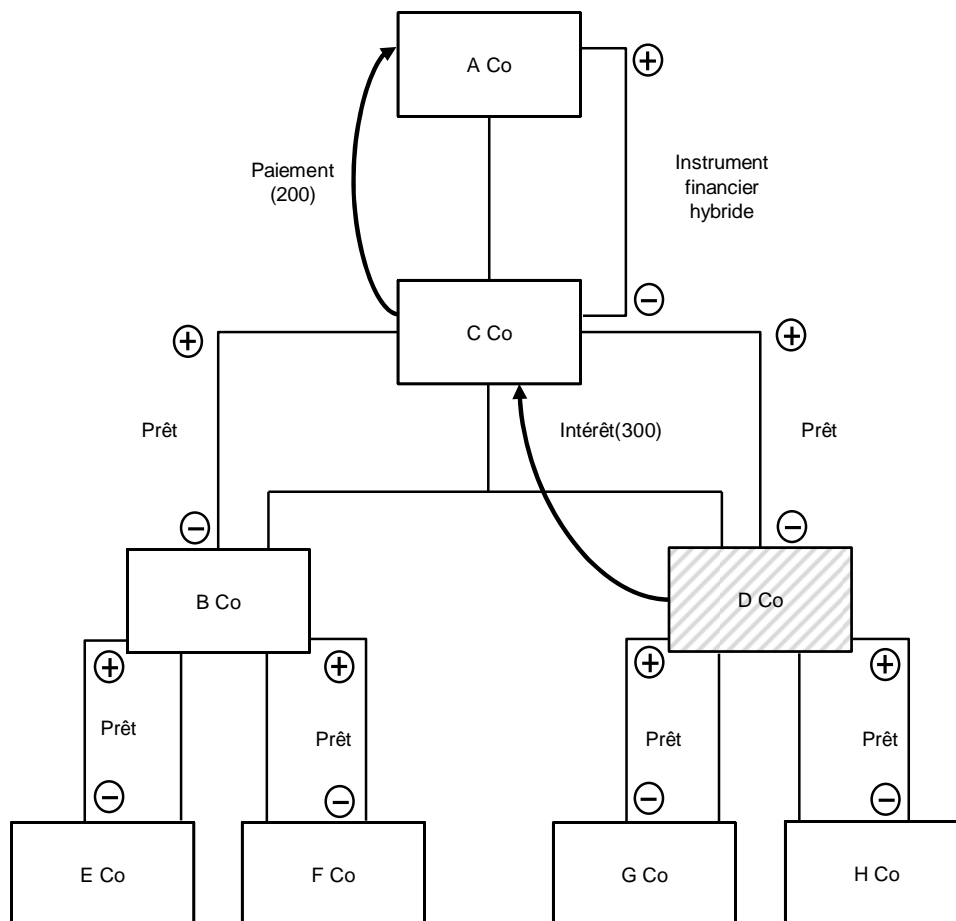 A Co
+
Paiement
(200)
Instrument
financier
hybride
−
C Co
+
+
Prêt
Intérêt(300)
Prêt
−
−
B Co
D Co
+
+
+
+
Prêt
Prêt
Prêt
Prêt
−
−
−
−
E Co
F Co
G Co
H Co